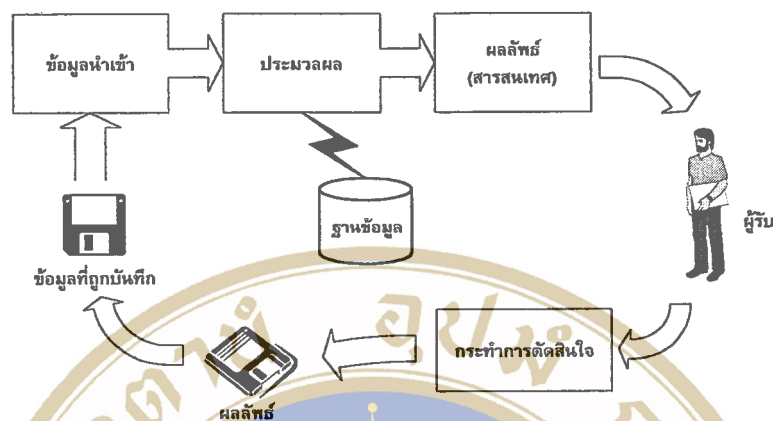 ข้อมูลนำเข้า
ประมวลผล
ผลลัพธ์
(สารสนเทศ)
ผู้รับ
ฐานข้อมูล
ข้อมูลที่ถูกบันทึก
กระทำการตัดสินใจ
ผลลัพธ์